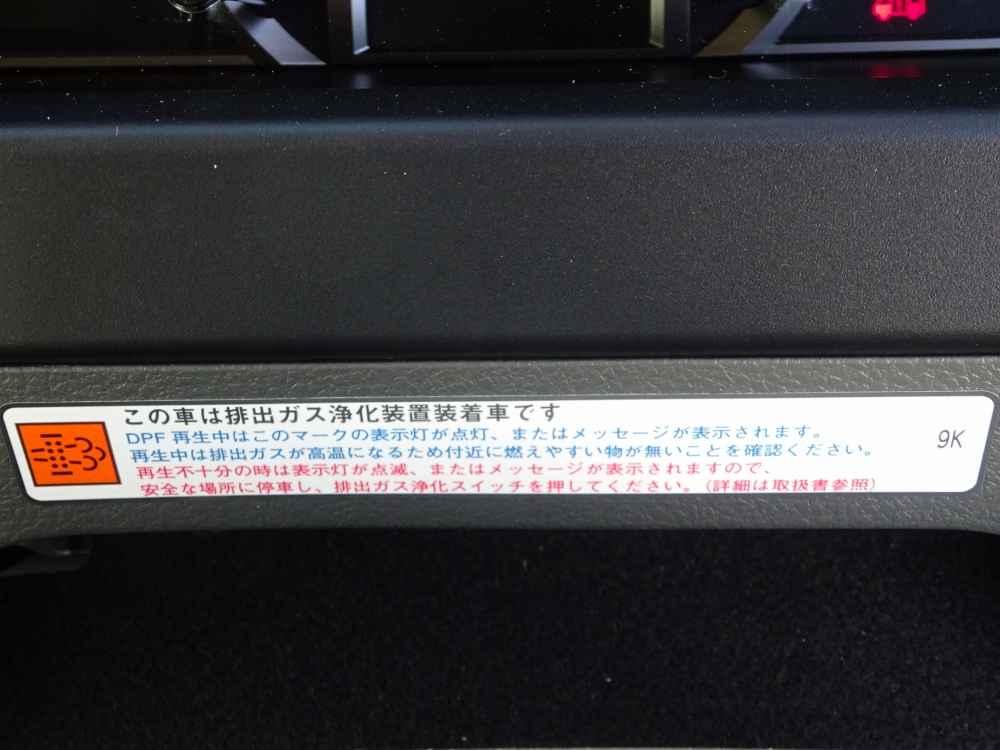 この車は排出ガス浄化装置装着車です
DPF 再生中はこのマークの表示灯が点灯、またはメッセージが表示されます。
再生中は排出ガスが高温になるため付近に燃えやすい物が無いことを確認ください。
再生不十分の時は表示灯が点滅、またはメッセージが表示されますので、
安全な場所に停車し、排出ガス浄化スイッチを押してください。(詳細は取扱書参照)
9K